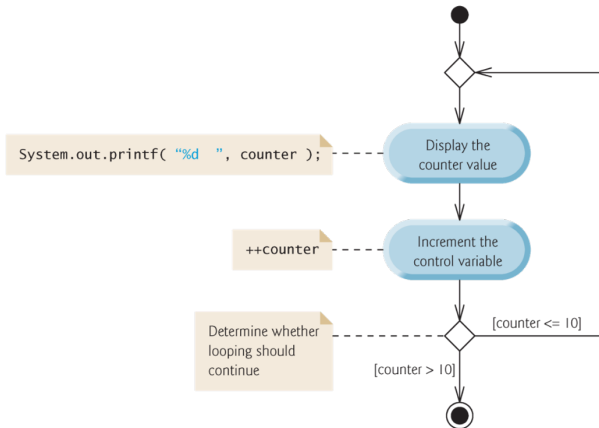 System.out.printf( “%d  ”, counter );
Display the
counter value
++counter
Increment the
control variable
Determine whether
looping should
continue
[counter <= 10]
[counter > 10]